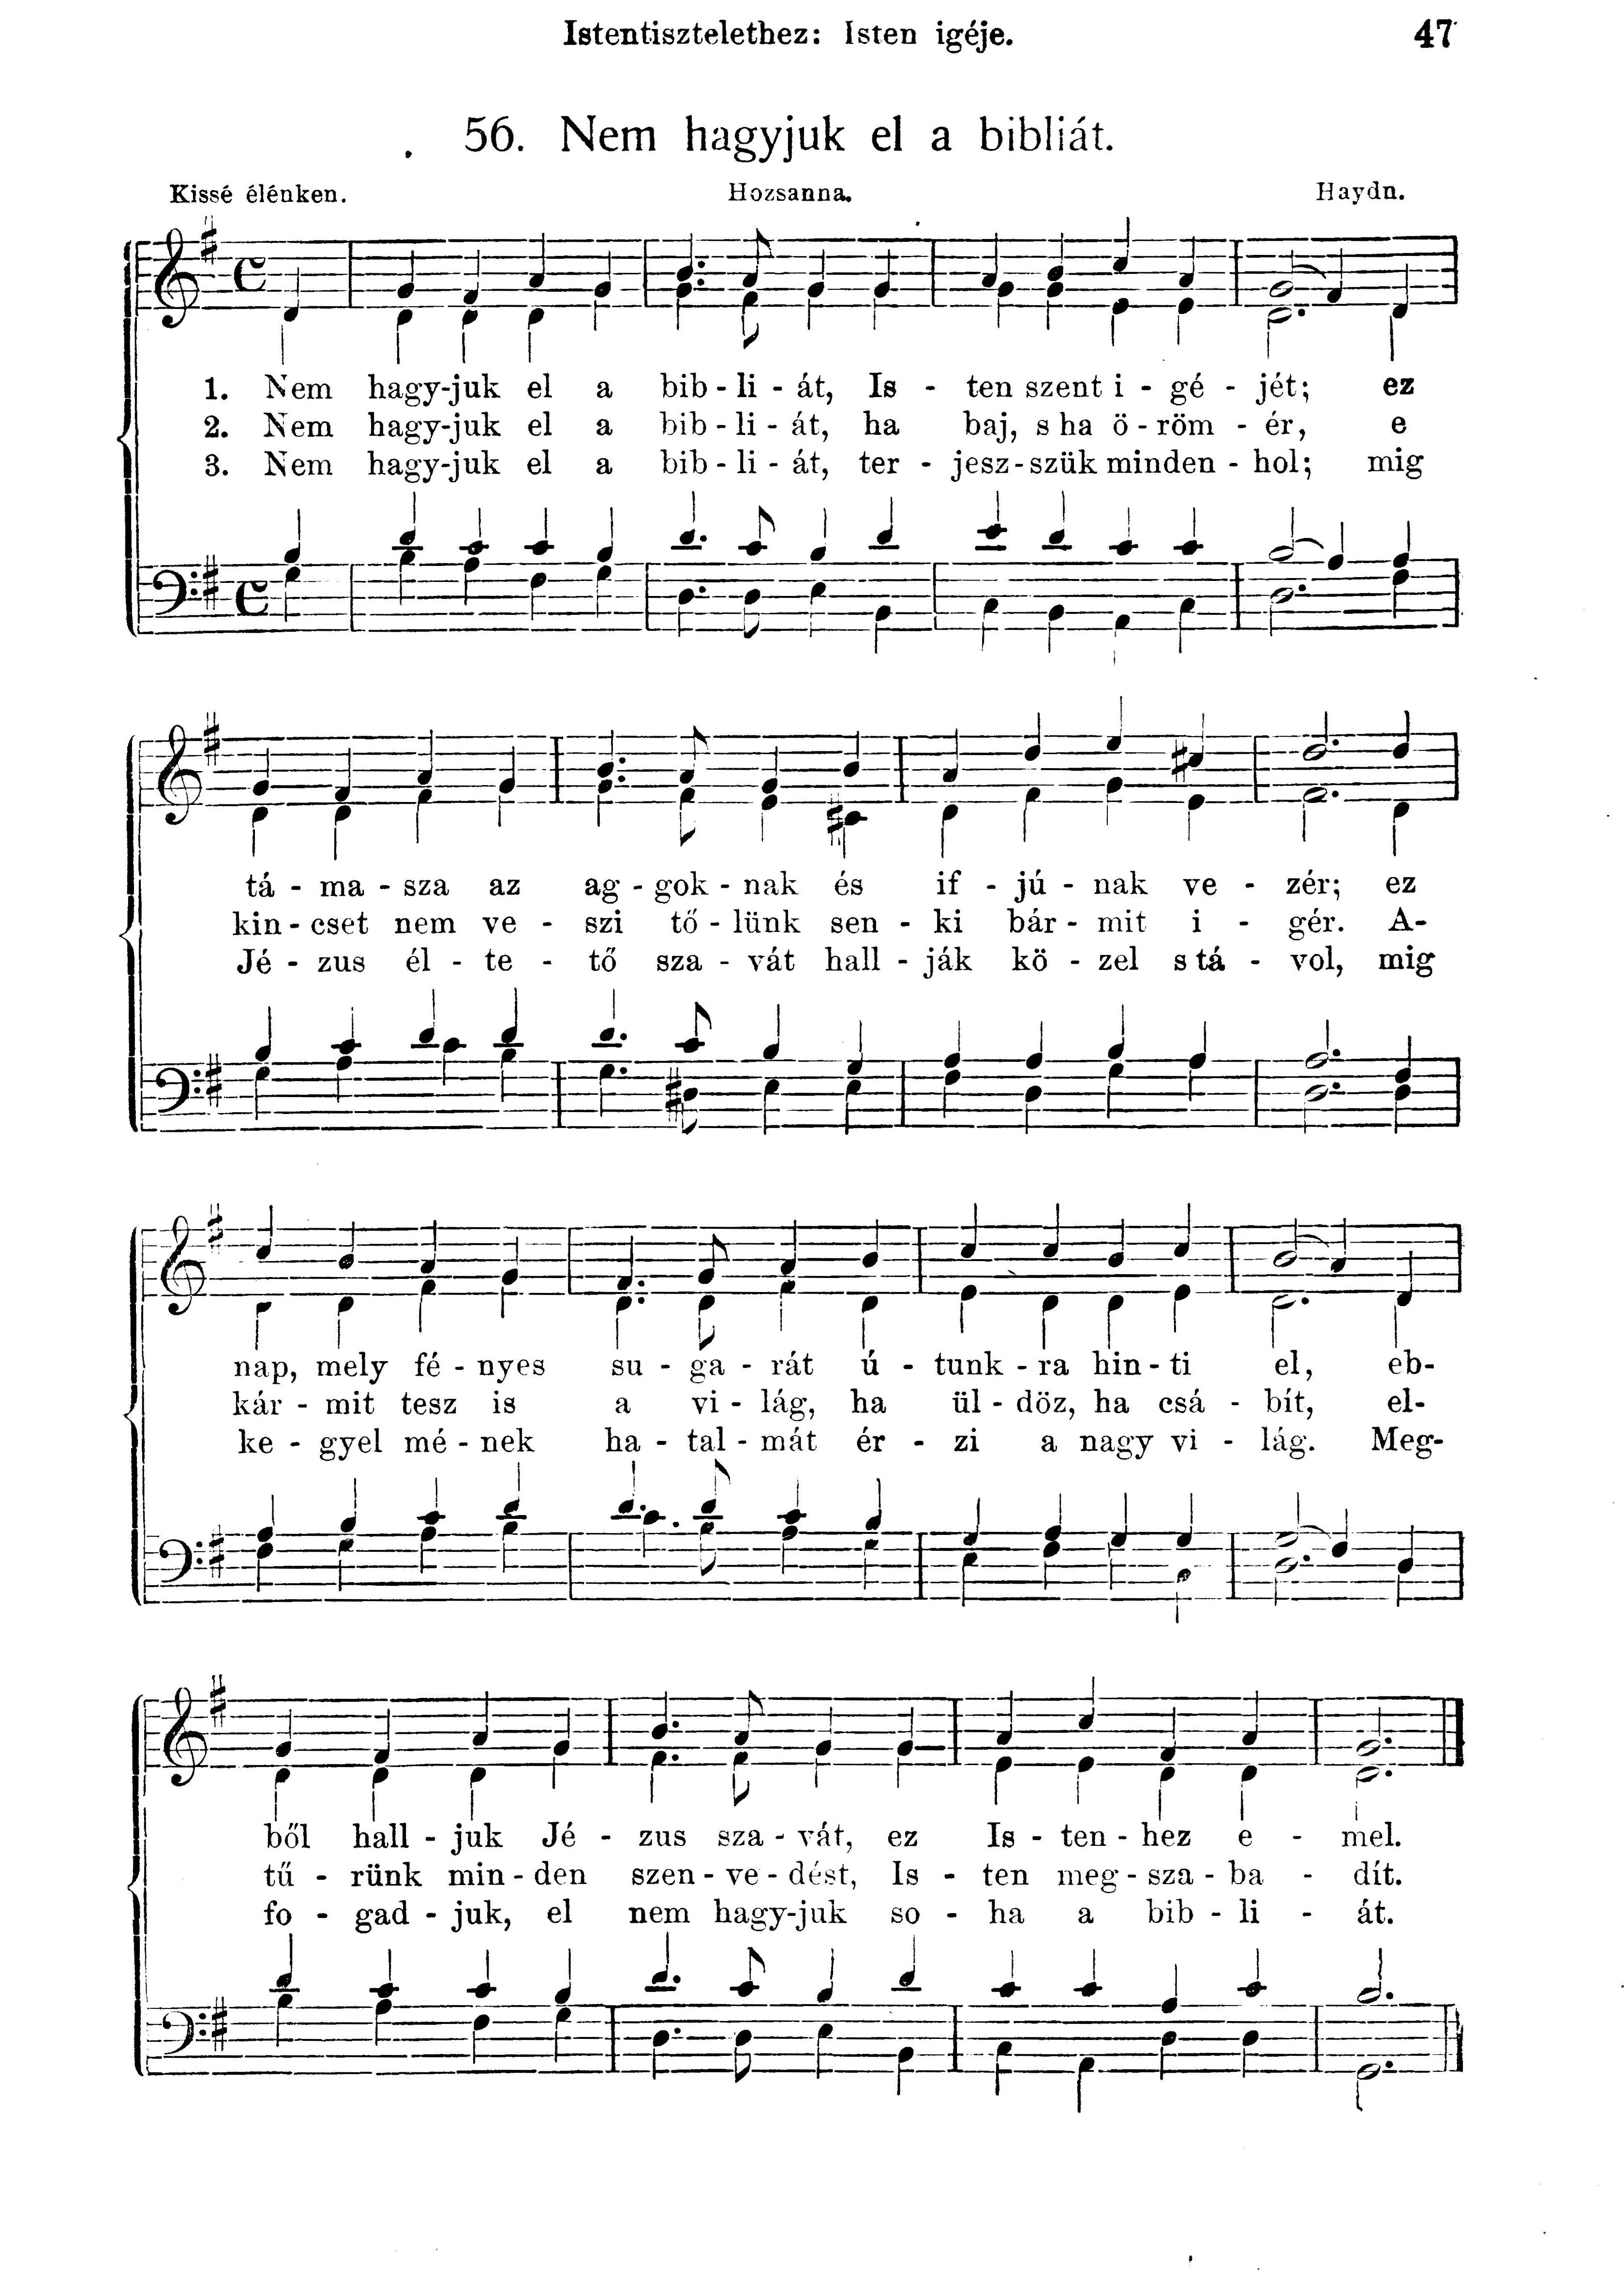 Istentisztelethez: Isten igéje. 47
56. Nem hagyjuk el a bibliát.
Kissé élénken. Hozsanna. Haydn.
1. Nem hagy-juk el a bib - li - át, Is - ten szent i - gé - jét; ez
2. Nem hagy-juk el a bib - li - át, ha baj, s ha ö - röm - ér, e
3. Nem hagy-juk el a bib - li - át, ter - jesz - szük minden - hol; mig
tá - ma - sza az ag - gok - nak és if - jú - nak ve - zér; ez
kin - cset nem ve - szi tő - lünk sen - ki bár - mit i - gér. A-
Jé - zus él - te - tő sza - vát hall - ják kö - zel s tá - vol, mig
nap, mely fé - nyes su - ga - rát ú - tunk - ra hin - ti el, eb-
kár - mit tesz is a vi - lág, ha ül - döz, ha csá - bít, el-
ke - gyel mé - nek ha - tal - mát ér - zi a nagy vi - lág. Meg-
ből hall - juk Jé - zus sza - vát, ez Is - ten - hez e - mel.
tű - rünk min - den szen - ve - dést, Is - ten meg - sza - ba - dít.
fo - gad - juk, el nem hagy-juk so - ha a bib - li - át.